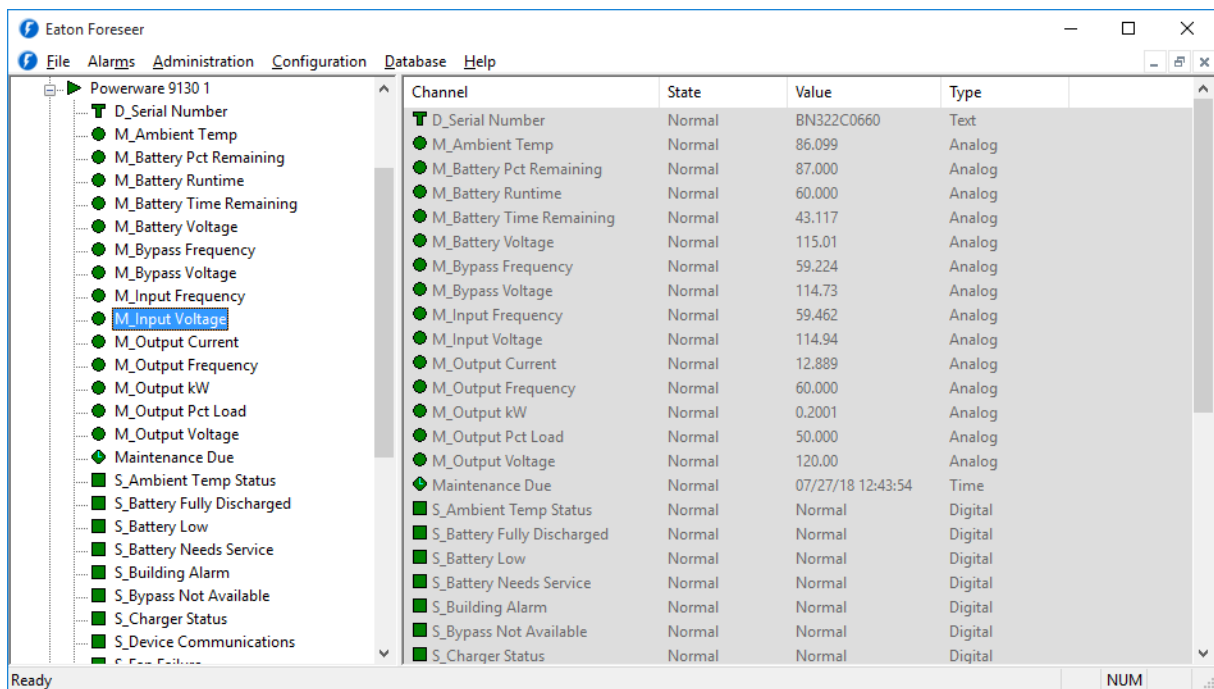 Eaton Foreseer
File Alarms Administration Configuration Database Help
Powerware 9130 1
D_Serial Number
M_Ambient Temp
M_Battery Pct Remaining
M_Battery Runtime
M_Battery Time Remaining
M_Battery Voltage
M_Bypass Frequency
M_Bypass Voltage
M_Input Frequency
M_Input Voltage
M_Output Current
M_Output Frequency
M_Output kW
M_Output Pct Load
M_Output Voltage
Maintenance Due
S_Ambient Temp Status
S_Battery Fully Discharged
S_Battery Low
S_Battery Needs Service
S_Building Alarm
S_Bypass Not Available
S_Charger Status
S_Device Communications
Channel State Value Type
D_Serial Number Normal BN322C0660 Text
M_Ambient Temp Normal 86.099 Analog
M_Battery Pct Remaining Normal 87.000 Analog
M_Battery Runtime Normal 60.000 Analog
M_Battery Time Remaining Normal 43.117 Analog
M_Battery Voltage Normal 115.01 Analog
M_Bypass Frequency Normal 59.224 Analog
M_Bypass Voltage Normal 114.73 Analog
M_Input Frequency Normal 59.462 Analog
M_Input Voltage Normal 114.94 Analog
M_Output Current Normal 12.889 Analog
M_Output Frequency Normal 60.000 Analog
M_Output kW Normal 0.2001 Analog
M_Output Pct Load Normal 50.000 Analog
M_Output Voltage Normal 120.00 Analog
Maintenance Due Normal 07/27/18 12:43:54 Time
S_Ambient Temp Status Normal Normal Digital
S_Battery Fully Discharged Normal Normal Digital
S_Battery Low Normal Normal Digital
S_Battery Needs Service Normal Normal Digital
S_Building Alarm Normal Normal Digital
S_Bypass Not Available Normal Normal Digital
S_Charger Status Normal Normal Digital
Ready NUM